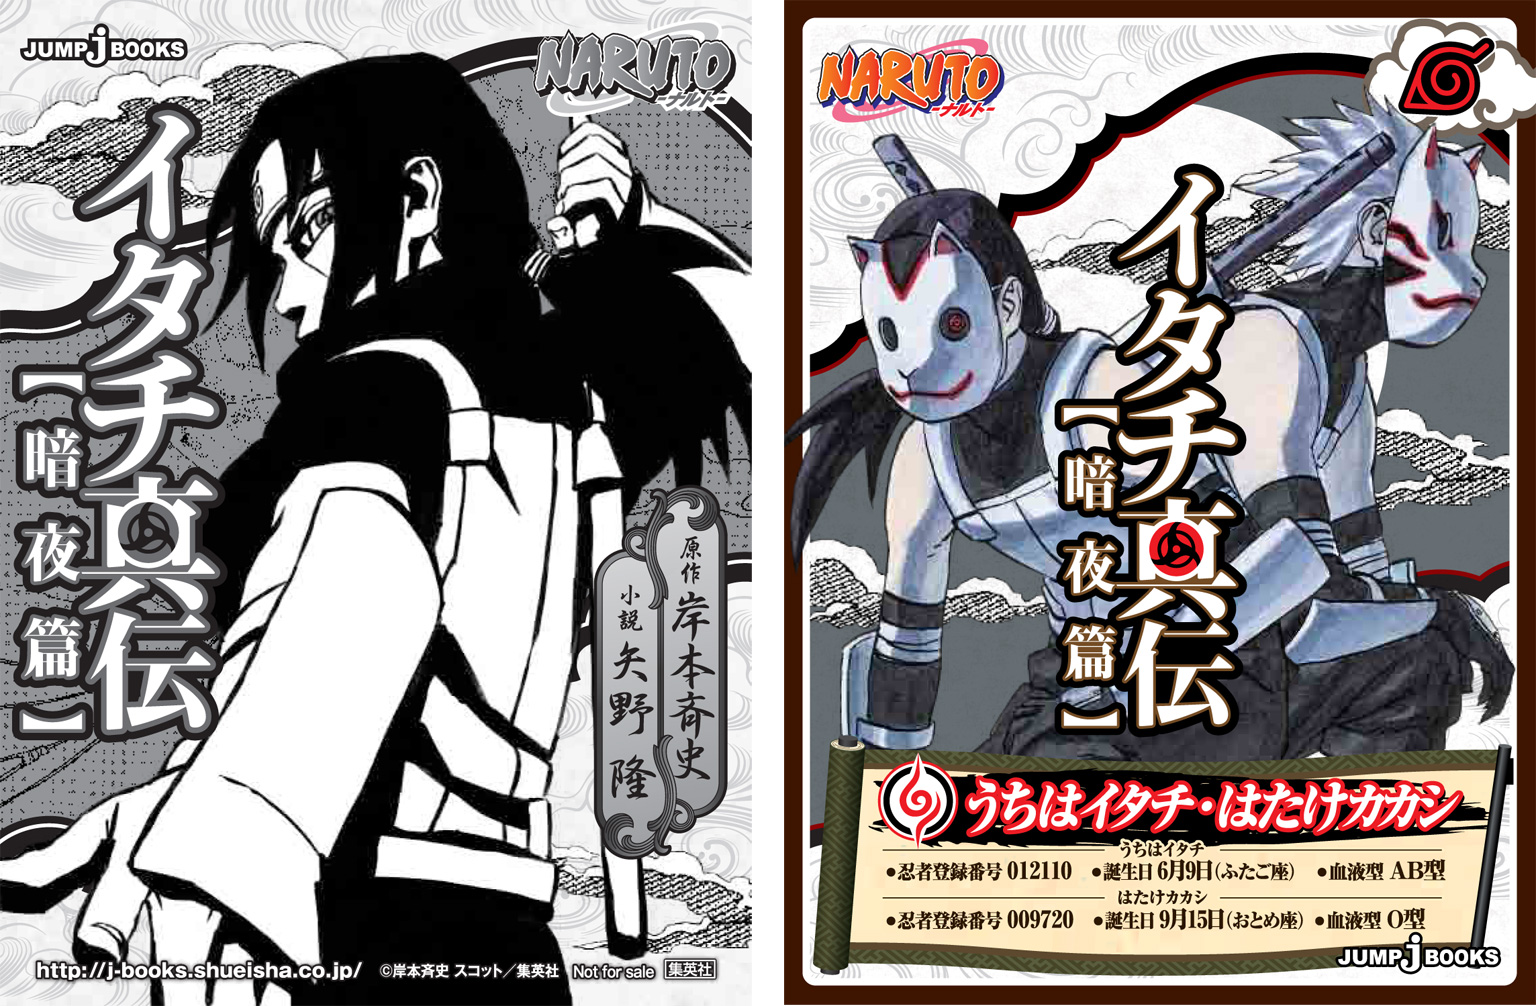 JUMP j BOOKS
NARUTO
-ナルト-
イタチ真伝
【暗夜篇】
原作 岸本斉史
小説 矢野 隆
http://j-books.shueisha.co.jp/
©岸本斉史 スコット／集英社
Not for sale
集英社
NARUTO
-ナルト-
イタチ真伝
【暗夜篇】
うちはイタチ・はたけカカシ
うちはイタチ
●忍者登録番号 012110 ●誕生日 6月9日(ふたご座) ●血液型 AB型
はたけカカシ
●忍者登録番号 009720 ●誕生日 9月15日(おとめ座) ●血液型 O型
JUMP j BOOKS